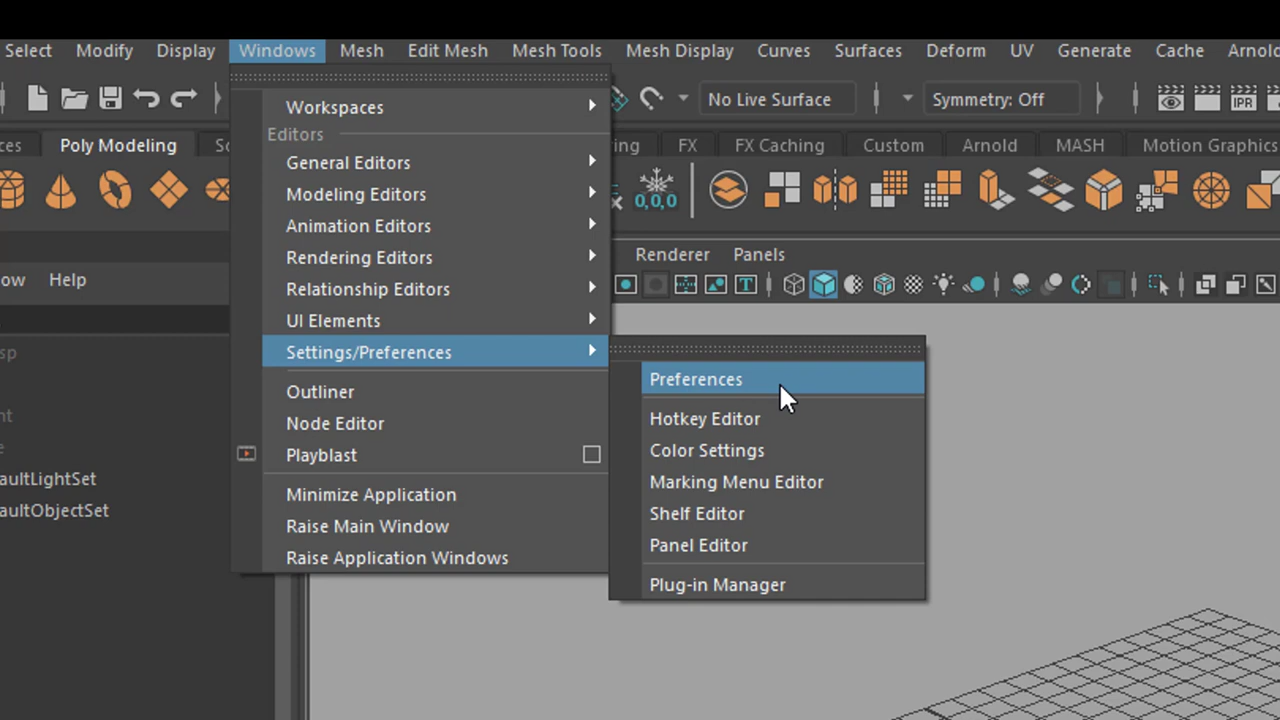 Select Modify Display Windows Mesh Edit Mesh Mesh Tools Mesh Display Curves Surfaces Deform UV Generate Cache Arnold
No Live Surface Symmetry: Off IPR
Poly Modeling FX FX Caching Custom Arnold MASH Motion Graphics
0,0,0
Renderer Panels
Help
T
Workspaces
Editors
General Editors
Modeling Editors
Animation Editors
Rendering Editors
Relationship Editors
UI Elements
Settings/Preferences
Outliner
Node Editor
Playblast
Minimize Application
Raise Main Window
Raise Application Windows
Preferences
Hotkey Editor
Color Settings
Marking Menu Editor
Shelf Editor
Panel Editor
Plug-in Manager
aultLightSet
aultObjectSet